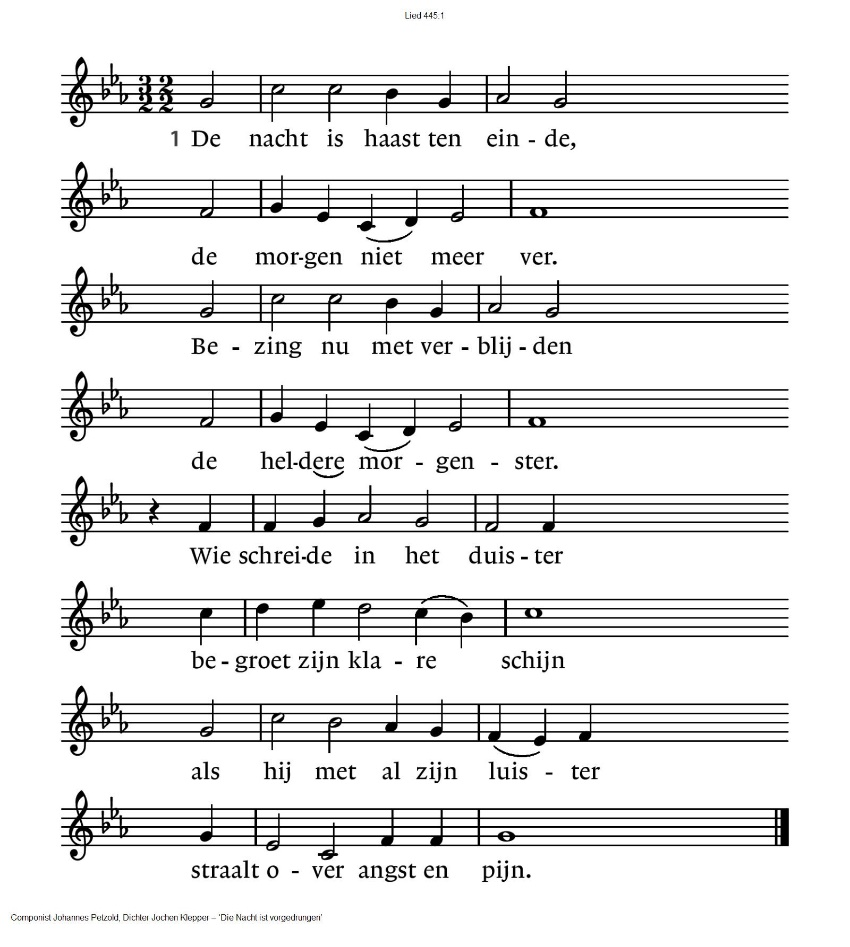 Lied 445:1
1 De nacht is haast ten ein - de,
de mor-gen niet meer ver.
Be - zing nu met ver - blij - den
de hel-dere mor - gen - ster.
Wie schrei-de in het duis - ter
be - groet zijn kla - re schijn
als hij met al zijn luis - ter
straalt o - ver angst en pijn.
Componist Johannes Petzold, Dichter Jochen Klepper – 'Die Nacht ist vorgedrungen'